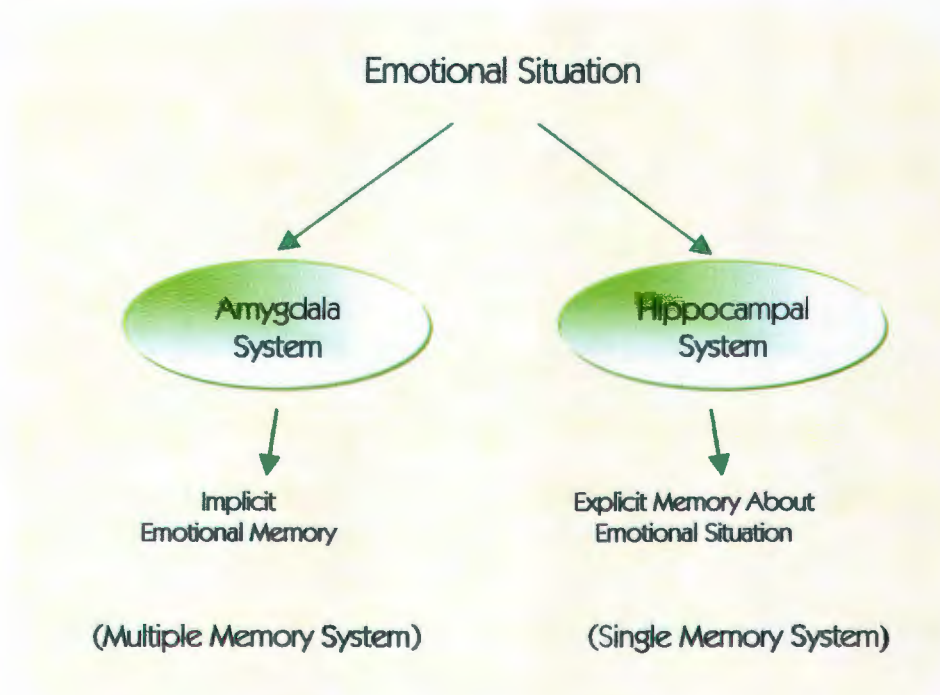 Emotional Situation
Amygdala
System
Hippocampal
System
Implicit
Emotional Memory
Explicit Memory About
Emotional Situation
(Multiple Memory System)
(Single Memory System)